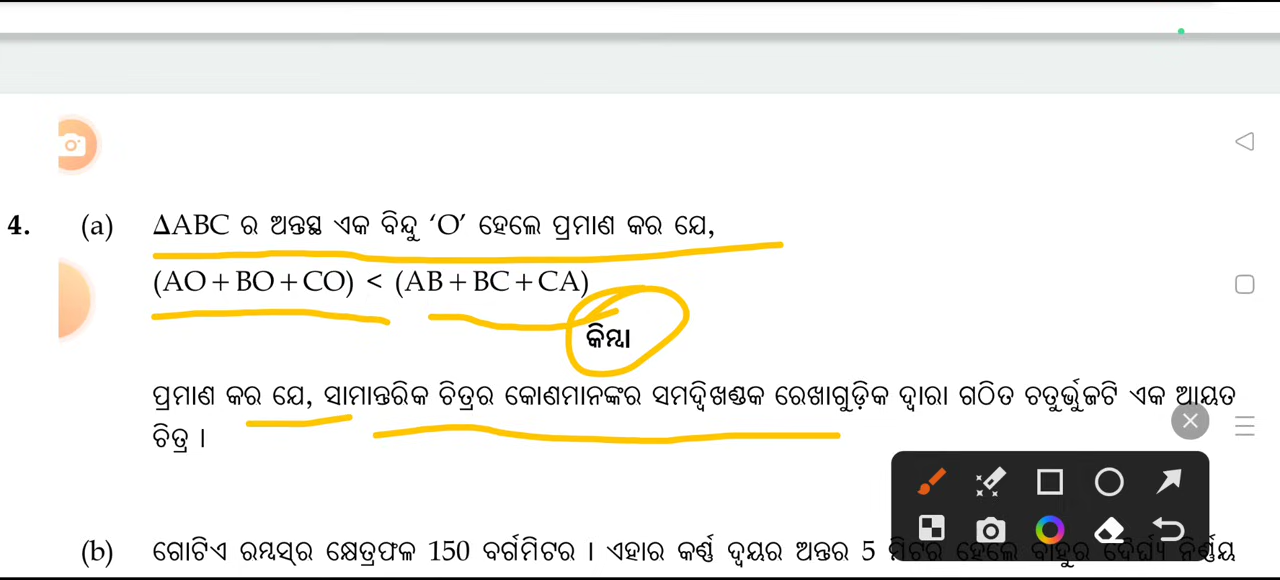 4. (a) ΔABC ର ଅନ୍ତସ୍ଥ ଏକ ବିନ୍ଦୁ ‘O’ ହେଲେ ପ୍ରମାଣ କର ଯେ,
(AO + BO + CO) < (AB + BC + CA)
କିମ୍ବା
ପ୍ରମାଣ କର ଯେ, ସାମାନ୍ତରିକ ଚିତ୍ରର କୋଣମାନଙ୍କର ସମଦ୍ୱିଖଣ୍ଡକ ରେଖାଗୁଡ଼ିକ ଦ୍ୱାରା ଗଠିତ ଚତୁର୍ଭୁଜଟି ଏକ ଆୟତ
ଚିତ୍ର ।
(b) ଗୋଟିଏ ରମ୍ବସ୍‌ର କ୍ଷେତ୍ରଫଳ 150 ବର୍ଗମିଟର । ଏହାର କର୍ଣ୍ଣ ଦ୍ୱୟର ଅନ୍ତର 5 ମିଟର ହେଲେ ବାହୁର ଦୈର୍ଘ୍ୟ ନିର୍ଣ୍ଣୟ